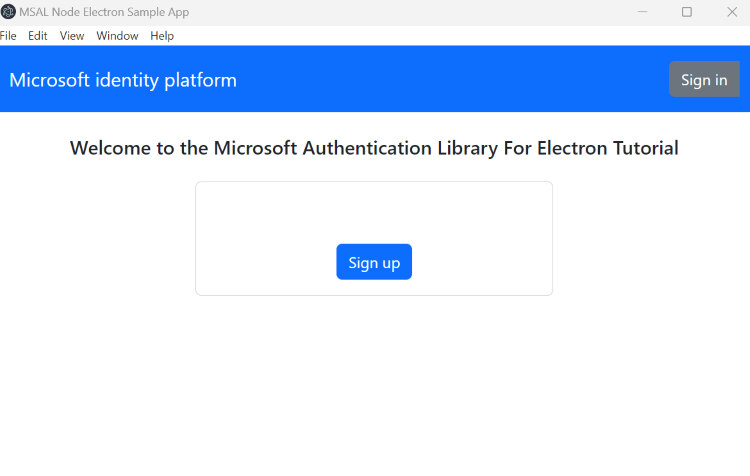 MSAL Node Electron Sample App
File Edit View Window Help
Microsoft identity platform Sign in
Welcome to the Microsoft Authentication Library For Electron Tutorial
Sign up